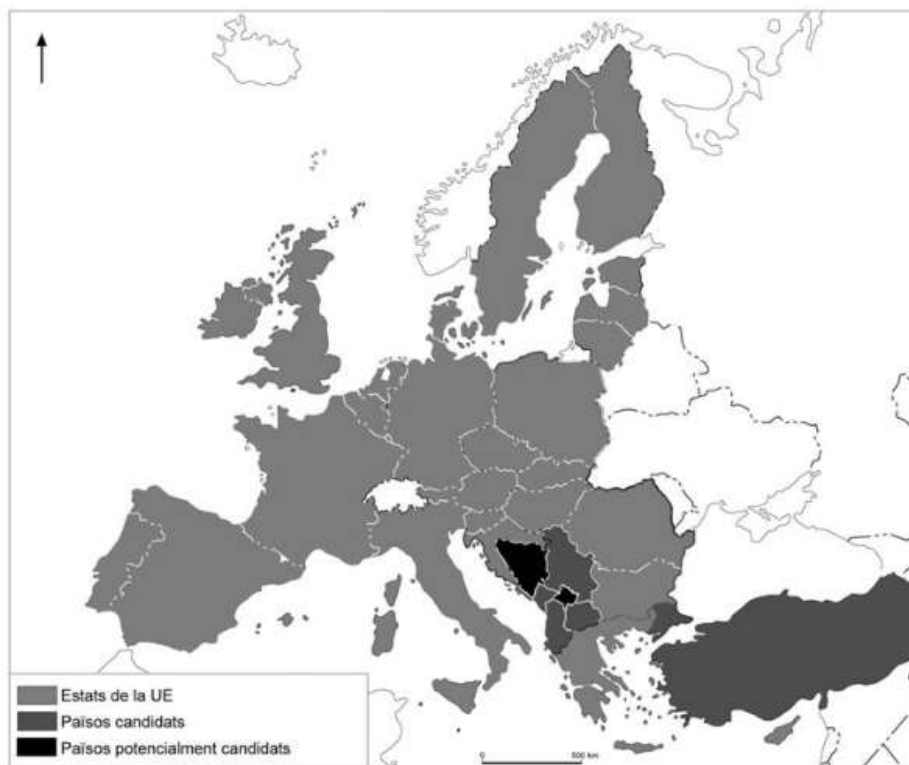 Estats de la UE
Països candidats
Països potencialment candidats
0 500 km